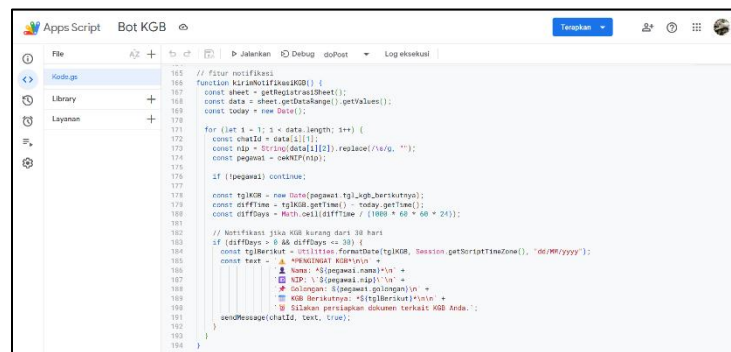 Apps Script Bot KGB
Terapkan
File
Kode.gs
Library
Layanan
Jalankan Debug doPost Log eksekusi
165 // fitur notifikasi
166 function kirimNotifikasiKGB() {
167 const sheet = getRegistrasiSheet();
168 const data = sheet.getDataRange().getValues();
169 const today = new Date();
170
171 for (let i = 1; i < data.length; i++) {
172 const chatId = data[i][1];
173 const nip = String(data[i][2]).replace(/\s/g, "");
174 const pegawai = cekNIP(nip);
175
176 if (!pegawai) continue;
177
178 const tglKGB = new Date(pegawai.tgl_kgb_berikutnya);
179 const diffTime = tglKGB.getTime() - today.getTime();
180 const diffDays = Math.ceil(diffTime / (1000 * 60 * 60 * 24));
181
182 // Notifikasi jika KGB kurang dari 30 hari
183 if (diffDays > 0 && diffDays <= 30) {
184 const tglBerikut = Utilities.formatDate(tglKGB, Session.getScriptTimeZone(), "dd/MM/yyyy");
185 const text = `⚠️ *PENGINGAT KGB*\n\n` +
186 `👤 Nama: *${pegawai.nama}*\n` +
187 `🆔 NIP: \`${pegawai.nip}\`\n` +
188 `📌 Golongan: ${pegawai.golongan}\n` +
189 `📅 KGB Berikutnya: *${tglBerikut}*\n\n` +
190 `⏰ Silakan persiapkan dokumen terkait KGB Anda.`;
191 sendMessage(chatId, text, true);
192 }
193 }
194 }